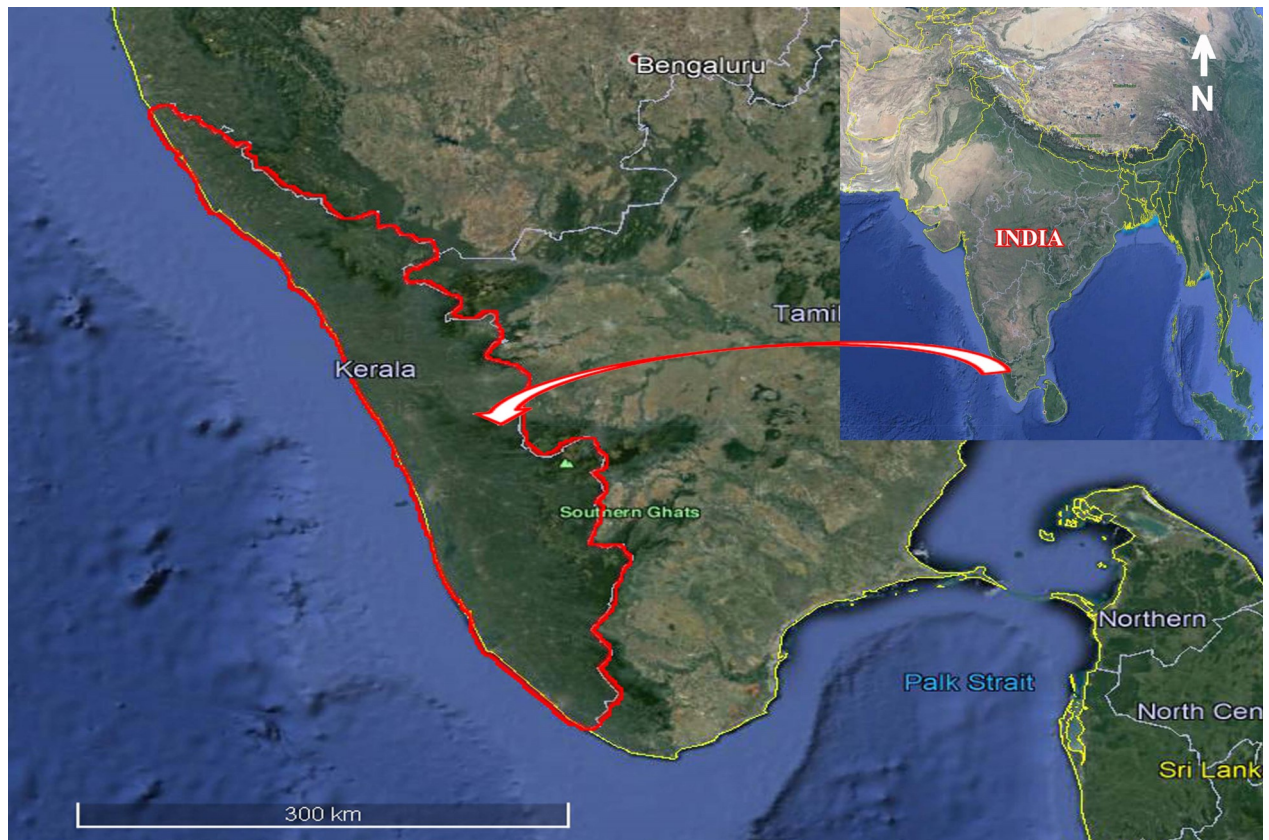 Bengaluru
N
INDIA
Tamil
Kerala
Southern Ghats
Northern
Palk Strait
North Cen
Sri Lank
300 km